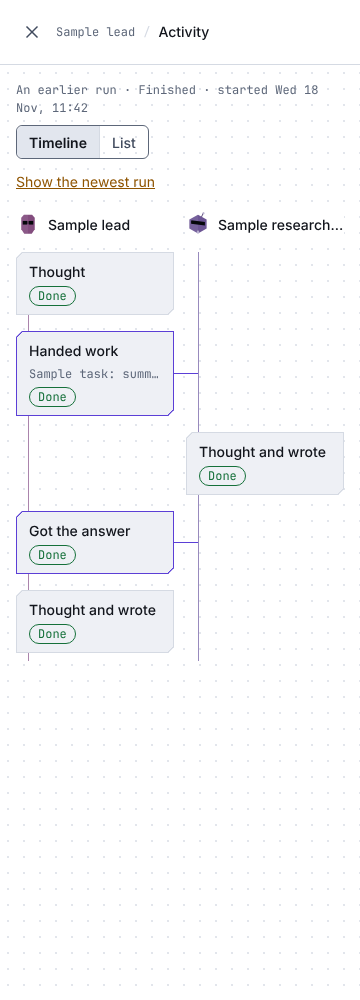 Sample lead / Activity
An earlier run · Finished · started Wed 18
Nov, 11:42
Timeline List
Show the newest run
Sample lead Sample research…
Thought
Done
Handed work
Sample task: summ…
Done
Thought and wrote
Done
Got the answer
Done
Thought and wrote
Done